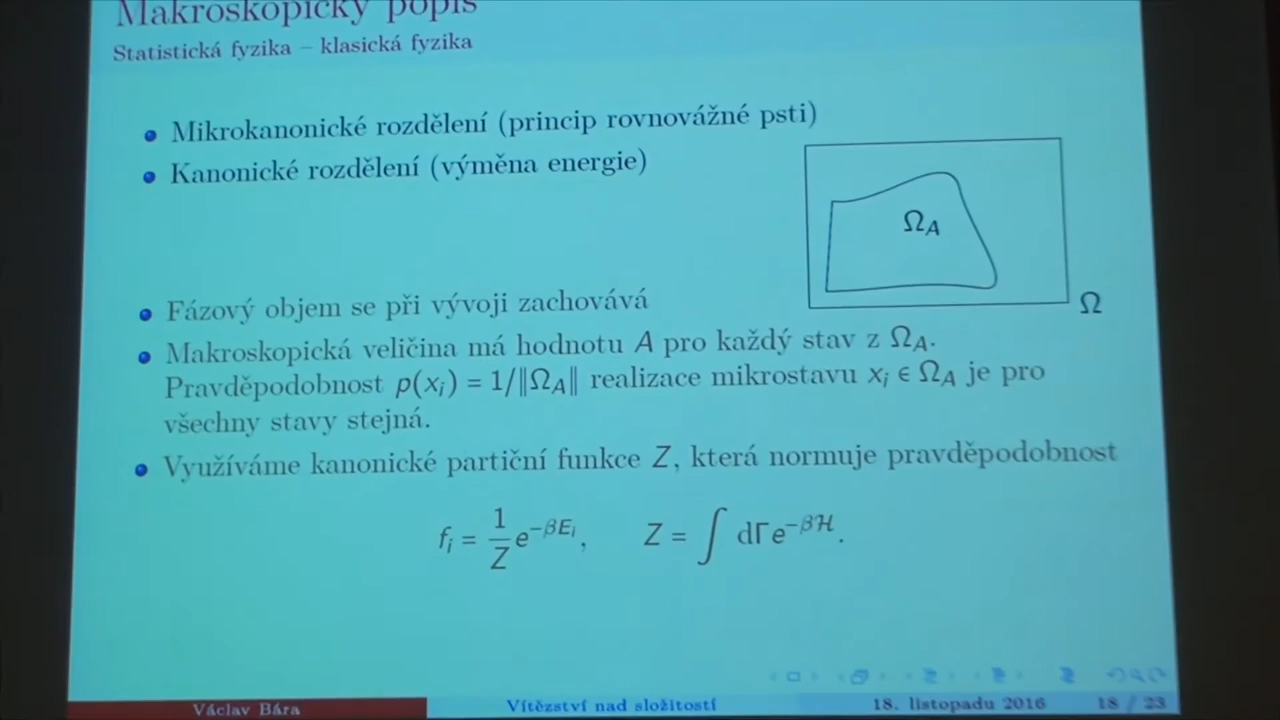 Makroskopický popis
Statistická fyzika – klasická fyzika
Mikrokanonické rozdělení (princip rovnovážné psti)
Kanonické rozdělení (výměna energie)
Ω_A
Ω
Fázový objem se při vývoji zachovává
Makroskopická veličina má hodnotu A pro každý stav z Ω_A.
Pravděpodobnost p(x_i) = 1/‖Ω_A‖ realizace mikrostavu x_i ∈ Ω_A je pro
všechny stavy stejná.
Využíváme kanonické partiční funkce Z, která normuje pravděpodobnost
f_i = 1/Z e^{-βE_i}, Z = ∫ dΓe^{-βℋ}.
Václav Bára Vítězství nad složitostí 18. listopadu 2016 18 / 23